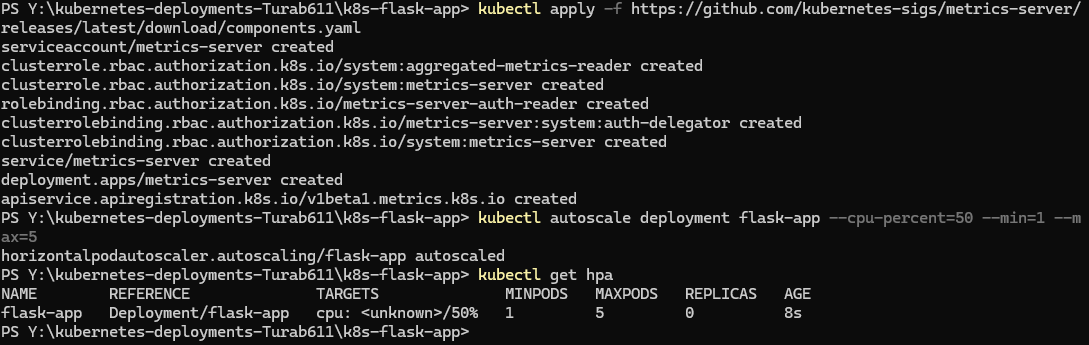 PS Y:\kubernetes-deployments-Turab611\k8s-flask-app> kubectl apply -f https://github.com/kubernetes-sigs/metrics-server/
releases/latest/download/components.yaml
serviceaccount/metrics-server created
clusterrole.rbac.authorization.k8s.io/system:aggregated-metrics-reader created
clusterrole.rbac.authorization.k8s.io/system:metrics-server created
rolebinding.rbac.authorization.k8s.io/metrics-server-auth-reader created
clusterrolebinding.rbac.authorization.k8s.io/metrics-server:system:auth-delegator created
clusterrolebinding.rbac.authorization.k8s.io/system:metrics-server created
service/metrics-server created
deployment.apps/metrics-server created
apiservice.apiregistration.k8s.io/v1beta1.metrics.k8s.io created
PS Y:\kubernetes-deployments-Turab611\k8s-flask-app> kubectl autoscale deployment flask-app --cpu-percent=50 --min=1 --m
ax=5
horizontalpodautoscaler.autoscaling/flask-app autoscaled
PS Y:\kubernetes-deployments-Turab611\k8s-flask-app> kubectl get hpa
NAME        REFERENCE              TARGETS              MINPODS   MAXPODS   REPLICAS   AGE
flask-app   Deployment/flask-app   cpu: <unknown>/50%   1         5         0          8s
PS Y:\kubernetes-deployments-Turab611\k8s-flask-app>